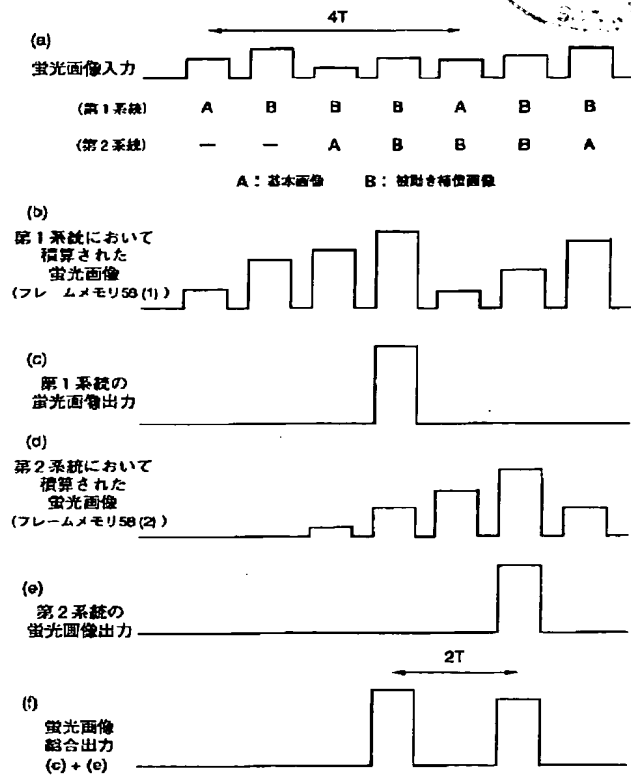 4T
(a)
蛍光画像入力
(第1系統) A B B B A B B
(第2系統) — — A B B B A
A：基本画像 B：被動き補償画像
(b)
第1系統において
積算された
蛍光画像
(フレームメモリ58(1))
(c)
第1系統の
蛍光画像出力
(d)
第2系統において
積算された
蛍光画像
(フレームメモリ58(2))
(e)
第2系統の
蛍光画像出力
2T
(f)
蛍光画像
総合出力
(c)+(e)